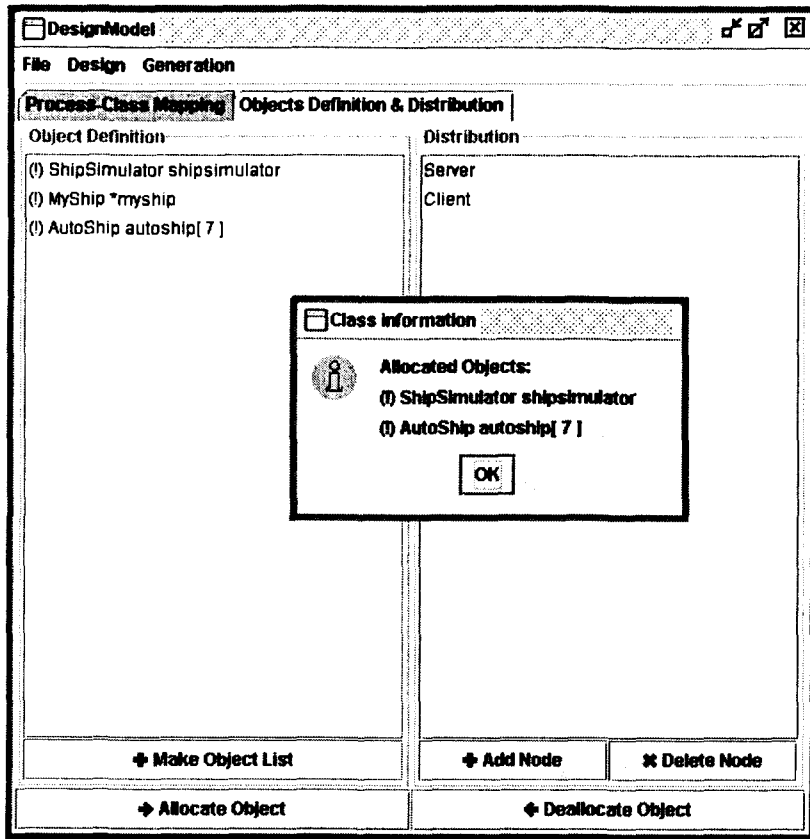 DesignModel
File Design Generation
Process-Class Mapping Objects Definition & Distribution
Object Definition
Distribution
(!) ShipSimulator shipsimulator
(!) MyShip *myship
(!) AutoShip autoship[ 7 ]
Server
Client
Class information
Allocated Objects:
(!) ShipSimulator shipsimulator
(!) AutoShip autoship[ 7 ]
OK
Make Object List
Add Node
Delete Node
Allocate Object
Deallocate Object